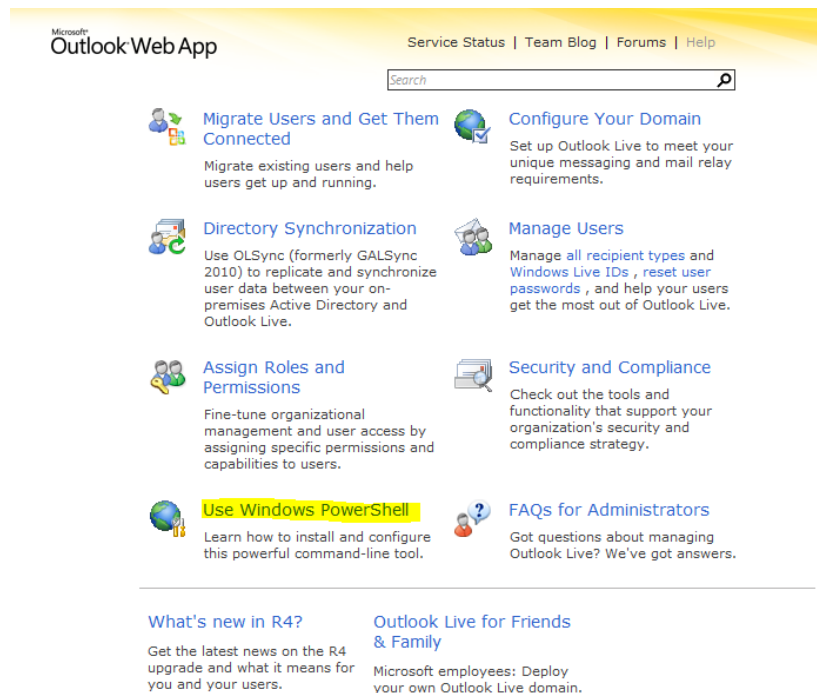 Microsoft®
Outlook Web App
Service Status | Team Blog | Forums | Help
Search
Migrate Users and Get Them
Connected
Migrate existing users and help
users get up and running.
Configure Your Domain
Set up Outlook Live to meet your
unique messaging and mail relay
requirements.
Directory Synchronization
Use OLSync (formerly GALSync
2010) to replicate and synchronize
user data between your on-
premises Active Directory and
Outlook Live.
Manage Users
Manage all recipient types and
Windows Live IDs , reset user
passwords , and help your users
get the most out of Outlook Live.
Assign Roles and
Permissions
Fine-tune organizational
management and user access by
assigning specific permissions and
capabilities to users.
Security and Compliance
Check out the tools and
functionality that support your
organization's security and
compliance strategy.
Use Windows PowerShell
Learn how to install and configure
this powerful command-line tool.
FAQs for Administrators
Got questions about managing
Outlook Live? We've got answers.
What's new in R4?
Get the latest news on the R4
upgrade and what it means for
you and your users.
Outlook Live for Friends
& Family
Microsoft employees: Deploy
your own Outlook Live domain.